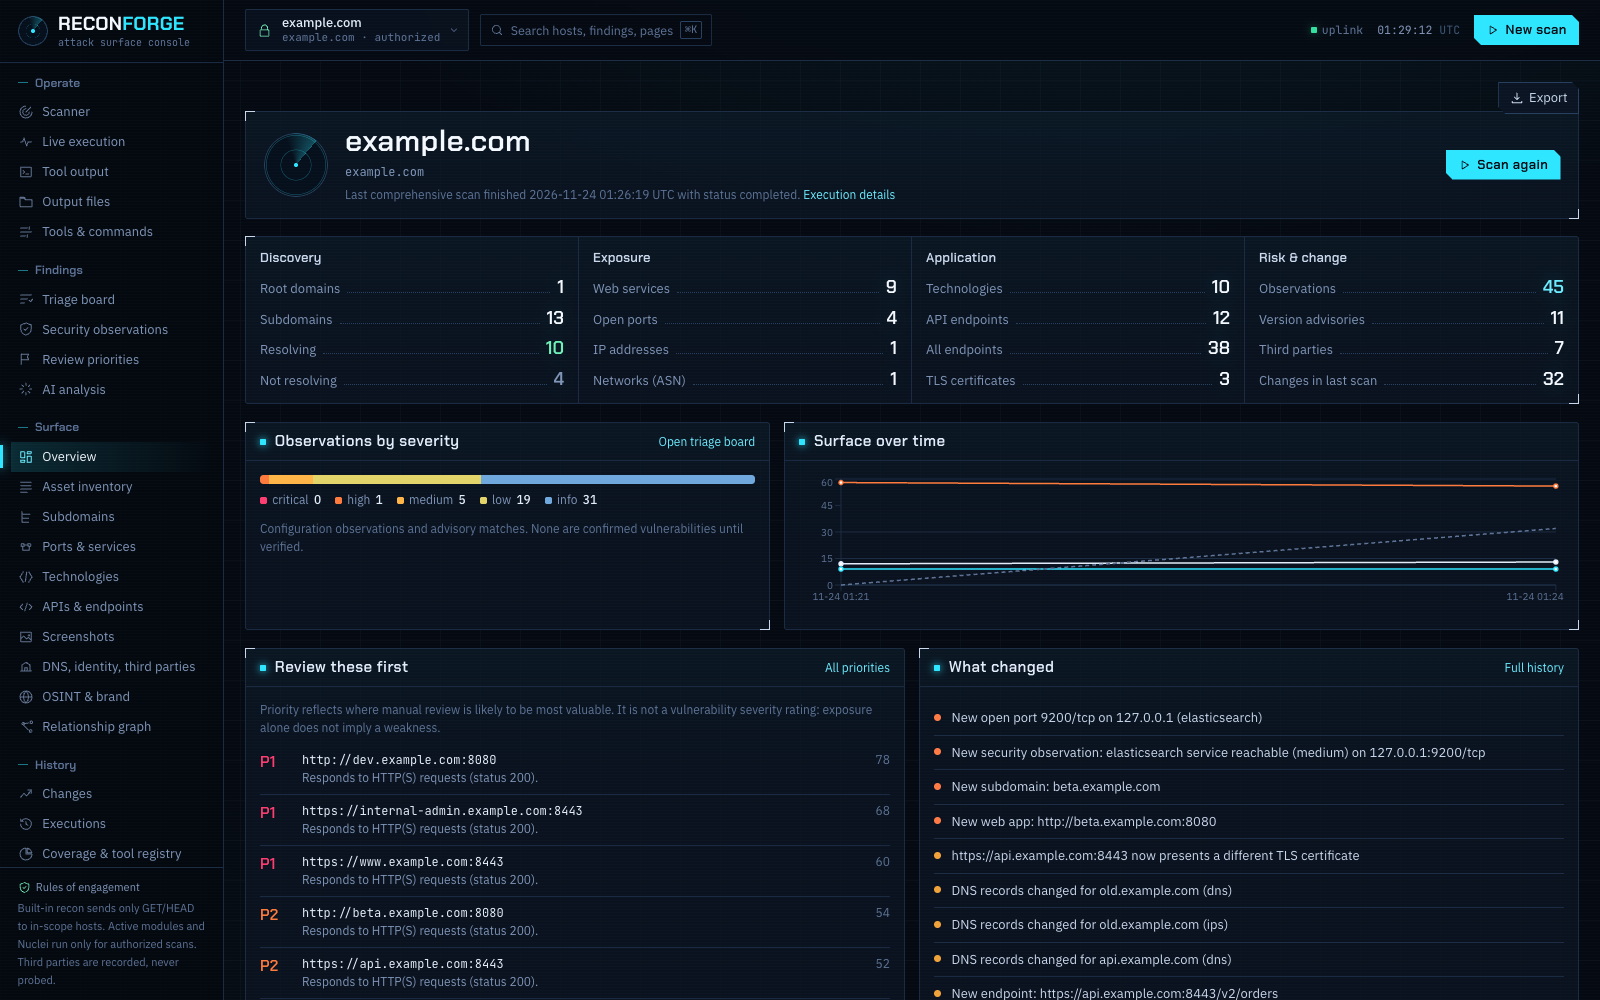 RECONFORGE
attack surface console
example.com
example.com · authorized
Search hosts, findings, pages ⌘K
uplink 01:29:12 UTC
New scan
Operate
Scanner
Live execution
Tool output
Output files
Tools & commands
Findings
Triage board
Security observations
Review priorities
AI analysis
Surface
Overview
Asset inventory
Subdomains
Ports & services
Technologies
APIs & endpoints
Screenshots
DNS, identity, third parties
OSINT & brand
Relationship graph
History
Changes
Executions
Coverage & tool registry
Rules of engagement
Built-in recon sends only GET/HEAD
to in-scope hosts. Active modules and
Nuclei run only for authorized scans.
Third parties are recorded, never
probed.
Export
example.com
example.com
Last comprehensive scan finished 2026-11-24 01:26:19 UTC with status completed. Execution details
Scan again
Discovery
Root domains 1
Subdomains 13
Resolving 10
Not resolving 4
Exposure
Web services 9
Open ports 4
IP addresses 1
Networks (ASN) 1
Application
Technologies 10
API endpoints 12
All endpoints 38
TLS certificates 3
Risk & change
Observations 45
Version advisories 11
Third parties 7
Changes in last scan 32
Observations by severity
Open triage board
critical 0 high 1 medium 5 low 19 info 31
Configuration observations and advisory matches. None are confirmed vulnerabilities until
verified.
Surface over time
60
45
30
15
0
11-24 01:21
11-24 01:24
Review these first
All priorities
Priority reflects where manual review is likely to be most valuable. It is not a vulnerability severity rating: exposure
alone does not imply a weakness.
P1 http://dev.example.com:8080 78
Responds to HTTP(S) requests (status 200).
P1 https://internal-admin.example.com:8443 68
Responds to HTTP(S) requests (status 200).
P1 https://www.example.com:8443 60
Responds to HTTP(S) requests (status 200).
P2 http://beta.example.com:8080 54
Responds to HTTP(S) requests (status 200).
P2 https://api.example.com:8443 52
Responds to HTTP(S) requests (status 200).
What changed
Full history
New open port 9200/tcp on 127.0.0.1 (elasticsearch)
New security observation: elasticsearch service reachable (medium) on 127.0.0.1:9200/tcp
New subdomain: beta.example.com
New web app: http://beta.example.com:8080
https://api.example.com:8443 now presents a different TLS certificate
DNS records changed for old.example.com (dns)
DNS records changed for old.example.com (ips)
DNS records changed for api.example.com (dns)
New endpoint: https://api.example.com:8443/v2/orders